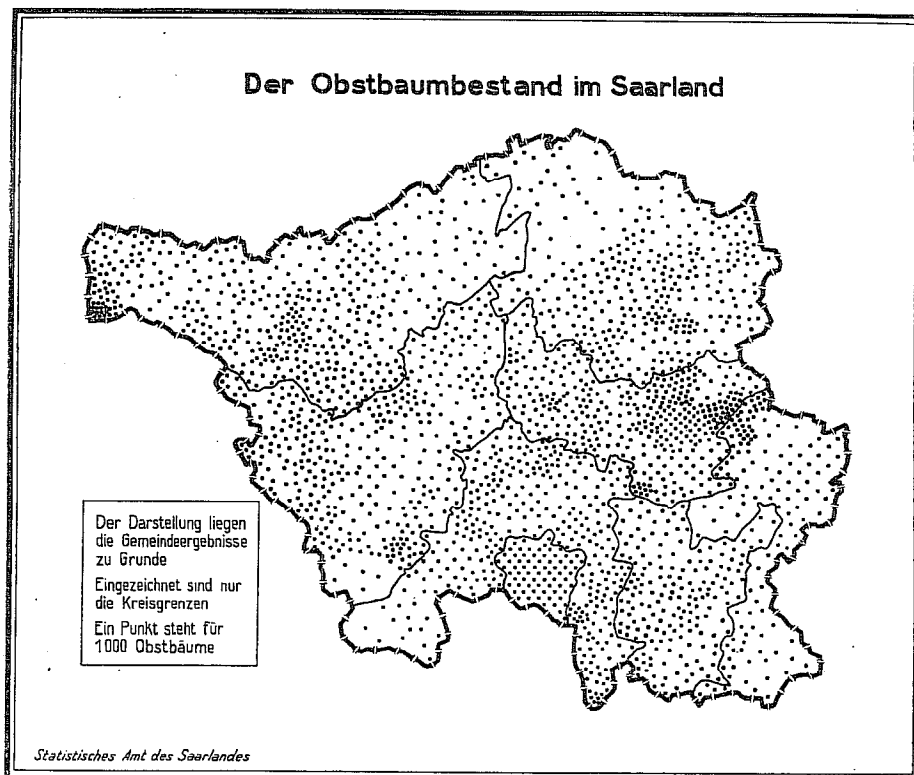 Der Obstbaumbestand im Saarland
Der Darstellung liegen
die Gemeindeergebnisse
zu Grunde
Eingezeichnet sind nur
die Kreisgrenzen
Ein Punkt steht für
1000 Obstbäume
Statistisches Amt des Saarlandes